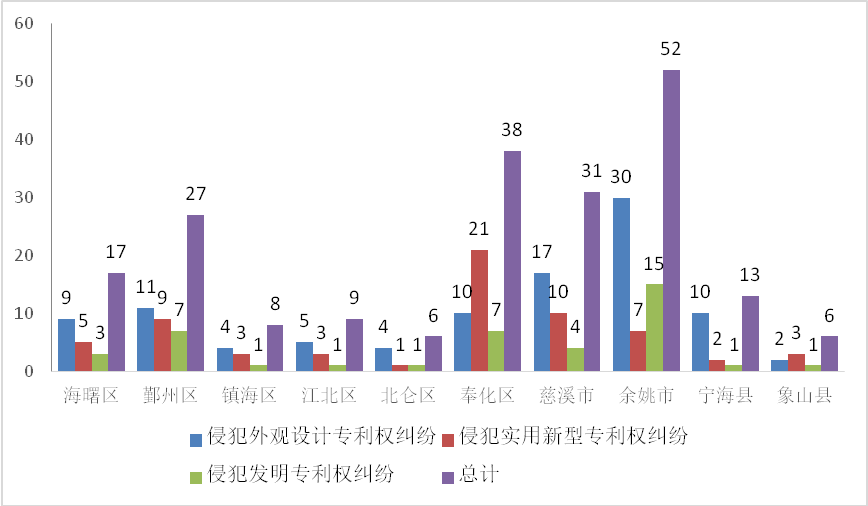 60
50
40
30
20
10
0
9 5 3 17
11 9 7 27
4 3 1 8
5 3 1 9
4 1 1 6
10 21 7 38
17 10 4 31
30 7 15 52
10 2 1 13
2 3 1 6
海曙区 鄞州区 镇海区 江北区 北仑区 奉化区 慈溪市 余姚市 宁海县 象山县
侵犯外观设计专利权纠纷 侵犯实用新型专利权纠纷
侵犯发明专利权纠纷 总计